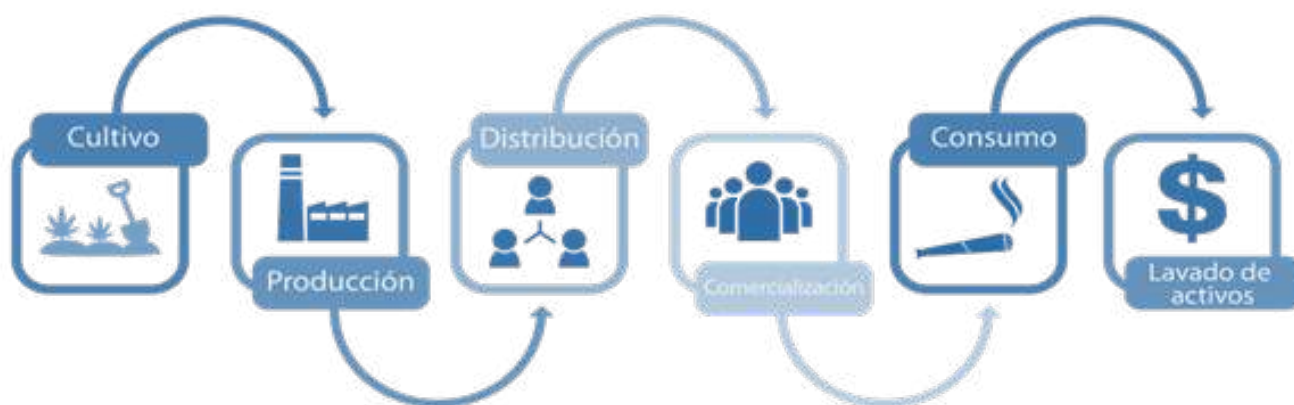 Cultivo
Producción
Distribución
Comercialización
Consumo
Lavado de
activos